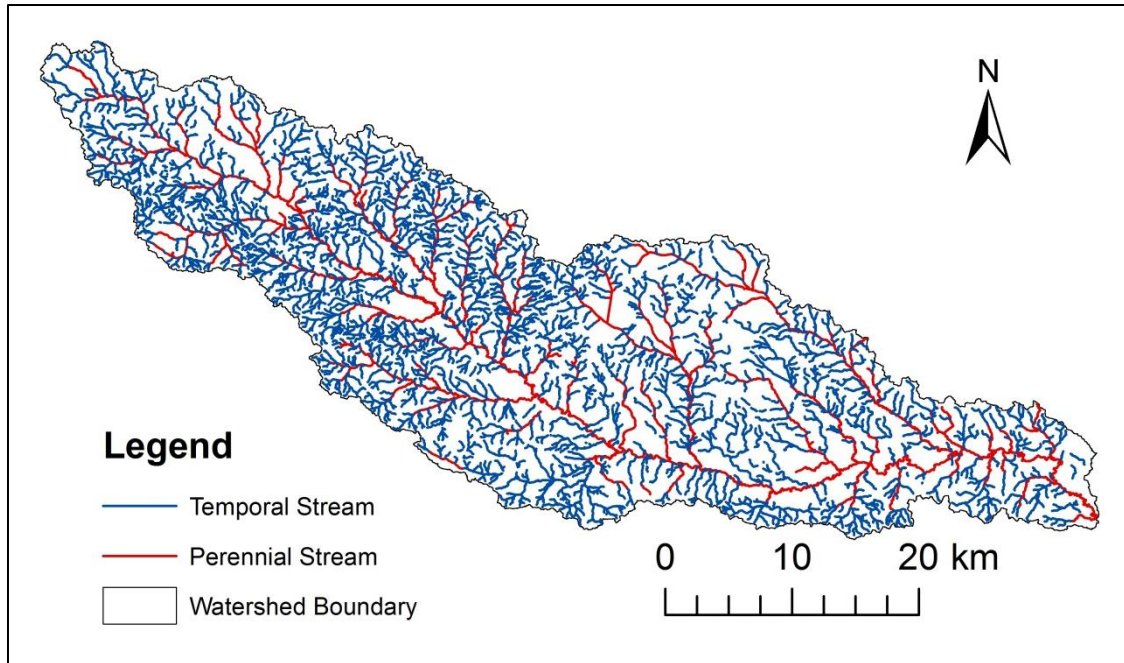 N
Legend
Temporal Stream
Perennial Stream
Watershed Boundary
0 10 20 km